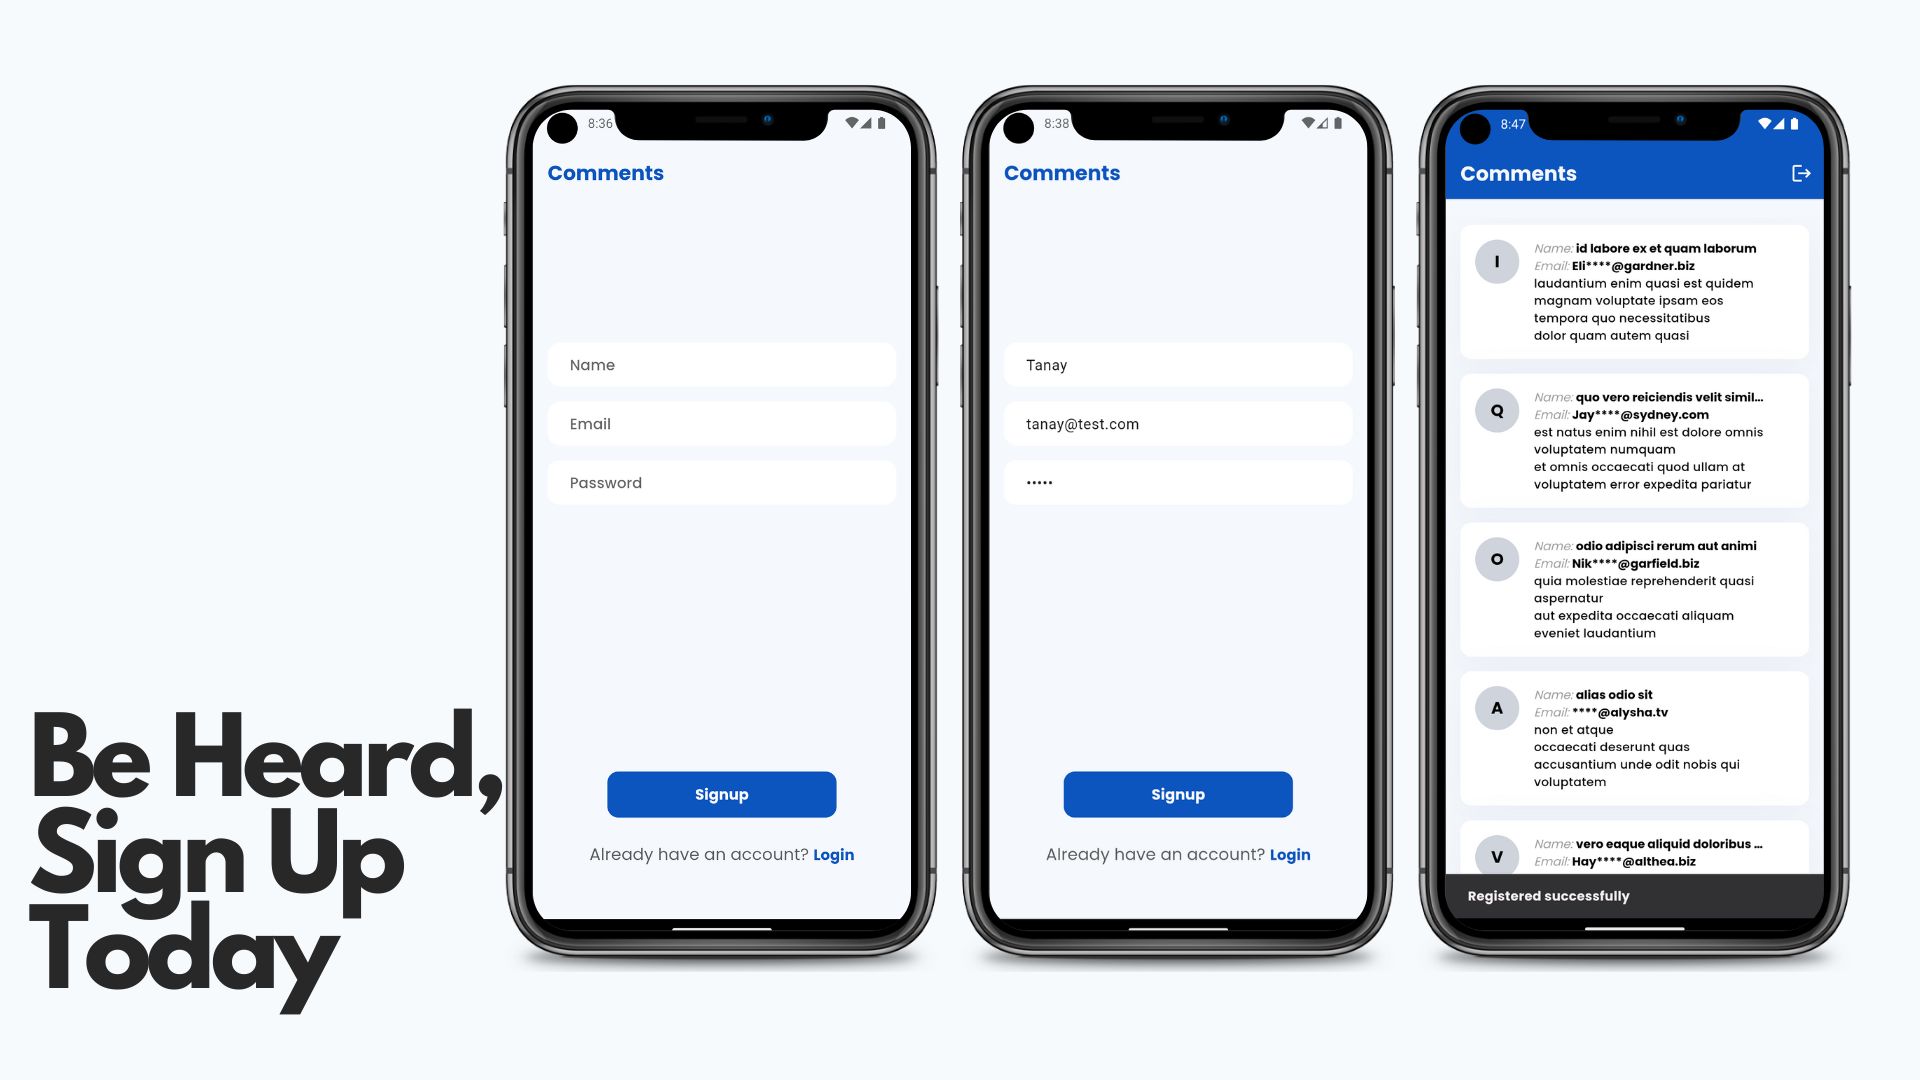 Be Heard,
Sign Up
Today
8:36
Comments
Name
Email
Password
Signup
Already have an account? Login
8:38
Comments
Tanay
tanay@test.com
•••••
Signup
Already have an account? Login
8:47
Comments
I
Name: id labore ex et quam laborum
Email: Eli****@gardner.biz
laudantium enim quasi est quidem
magnam voluptate ipsam eos
tempora quo necessitatibus
dolor quam autem quasi
Q
Name: quo vero reiciendis velit simil...
Email: Jay****@sydney.com
est natus enim nihil est dolore omnis
voluptatem numquam
et omnis occaecati quod ullam at
voluptatem error expedita pariatur
O
Name: odio adipisci rerum aut animi
Email: Nik****@garfield.biz
quia molestiae reprehenderit quasi
aspernatur
aut expedita occaecati aliquam
eveniet laudantium
A
Name: alias odio sit
Email: ****@alysha.tv
non et atque
occaecati deserunt quas
accusantium unde odit nobis qui
voluptatem
V
Name: vero eaque aliquid doloribus ...
Email: Hay****@althea.biz
Registered successfully